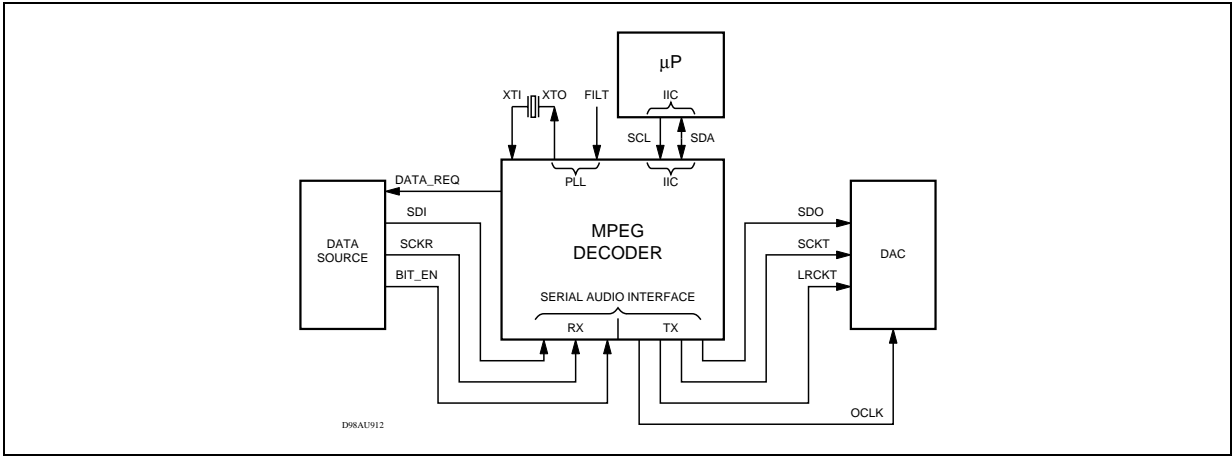 µP
XTI
XTO
FILT
IIC
SCL
SDA
PLL
IIC
DATA_REQ
SDI
SCKR
BIT_EN
DATA
SOURCE
MPEG
DECODER
SERIAL AUDIO INTERFACE
RX
TX
SDO
SCKT
LRCKT
DAC
OCLK
D98AU912